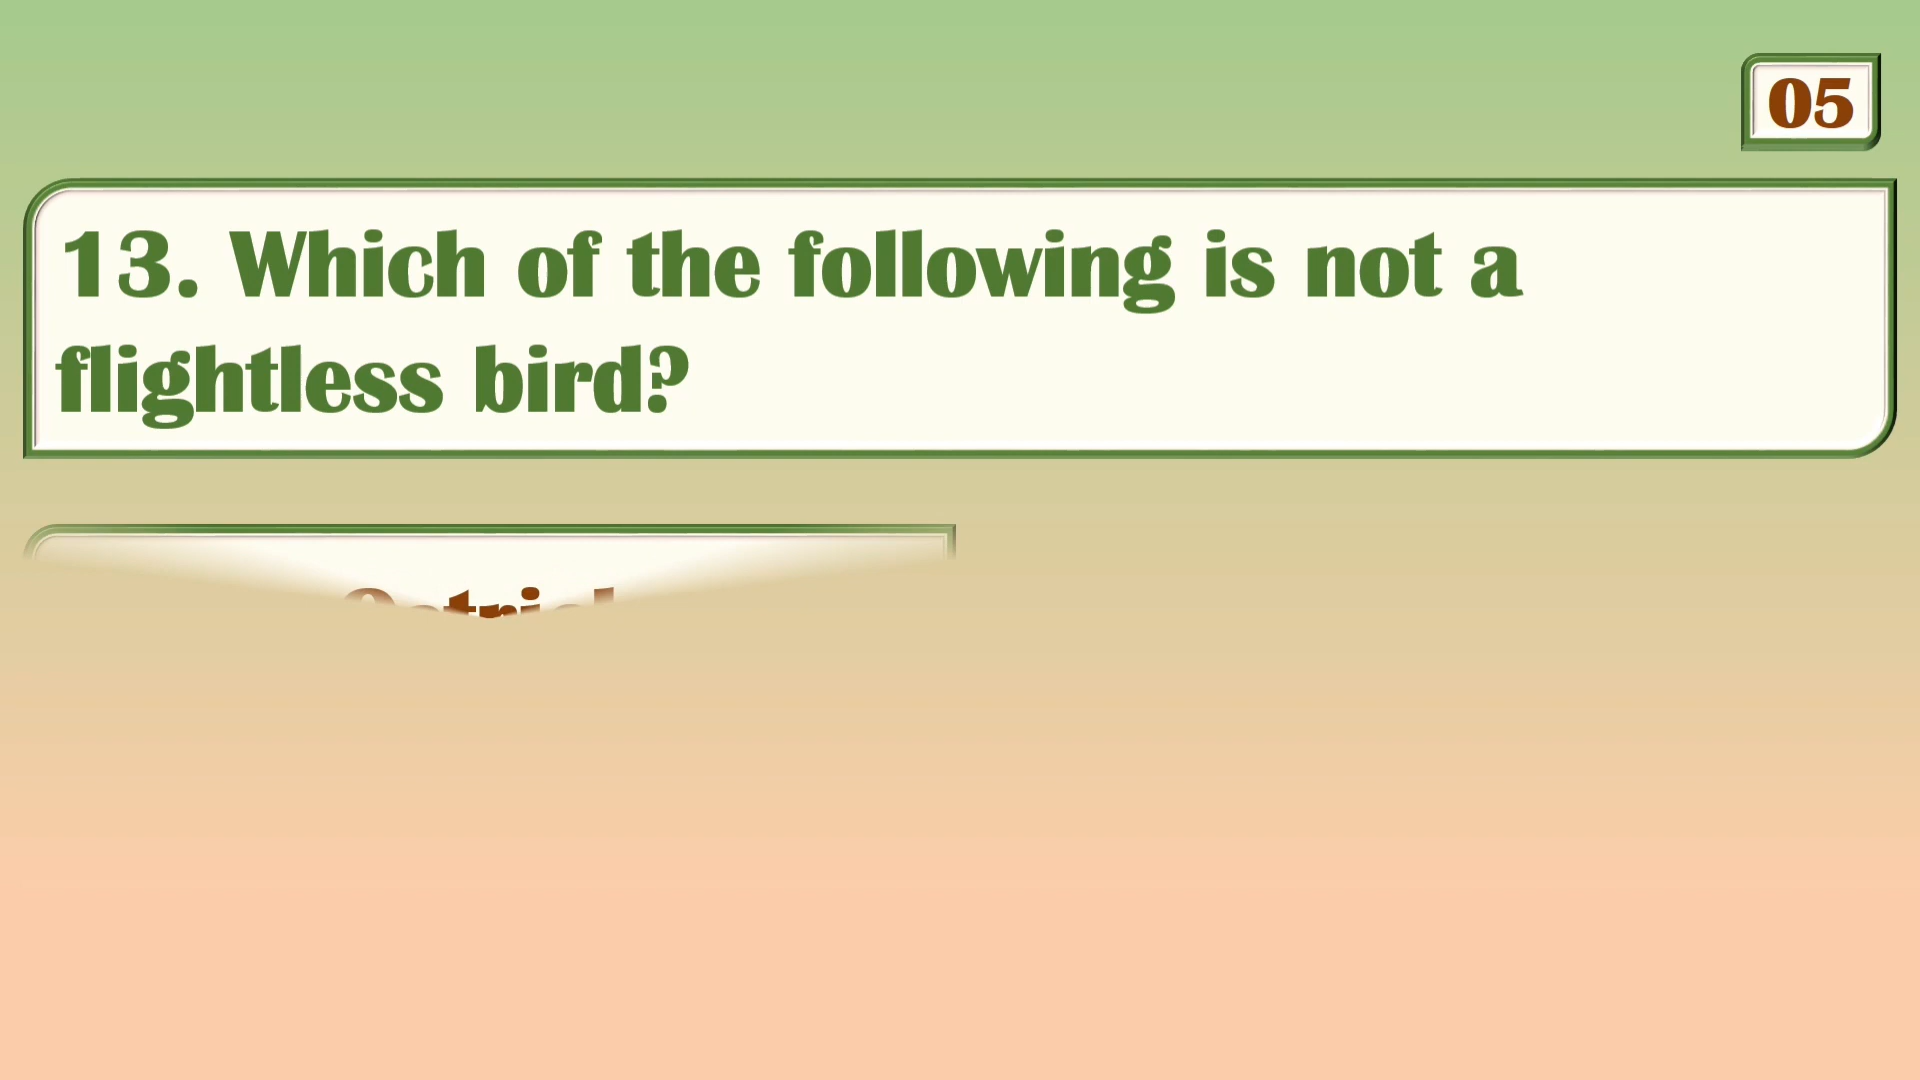 05
13. Which of the following is not a
flightless bird?